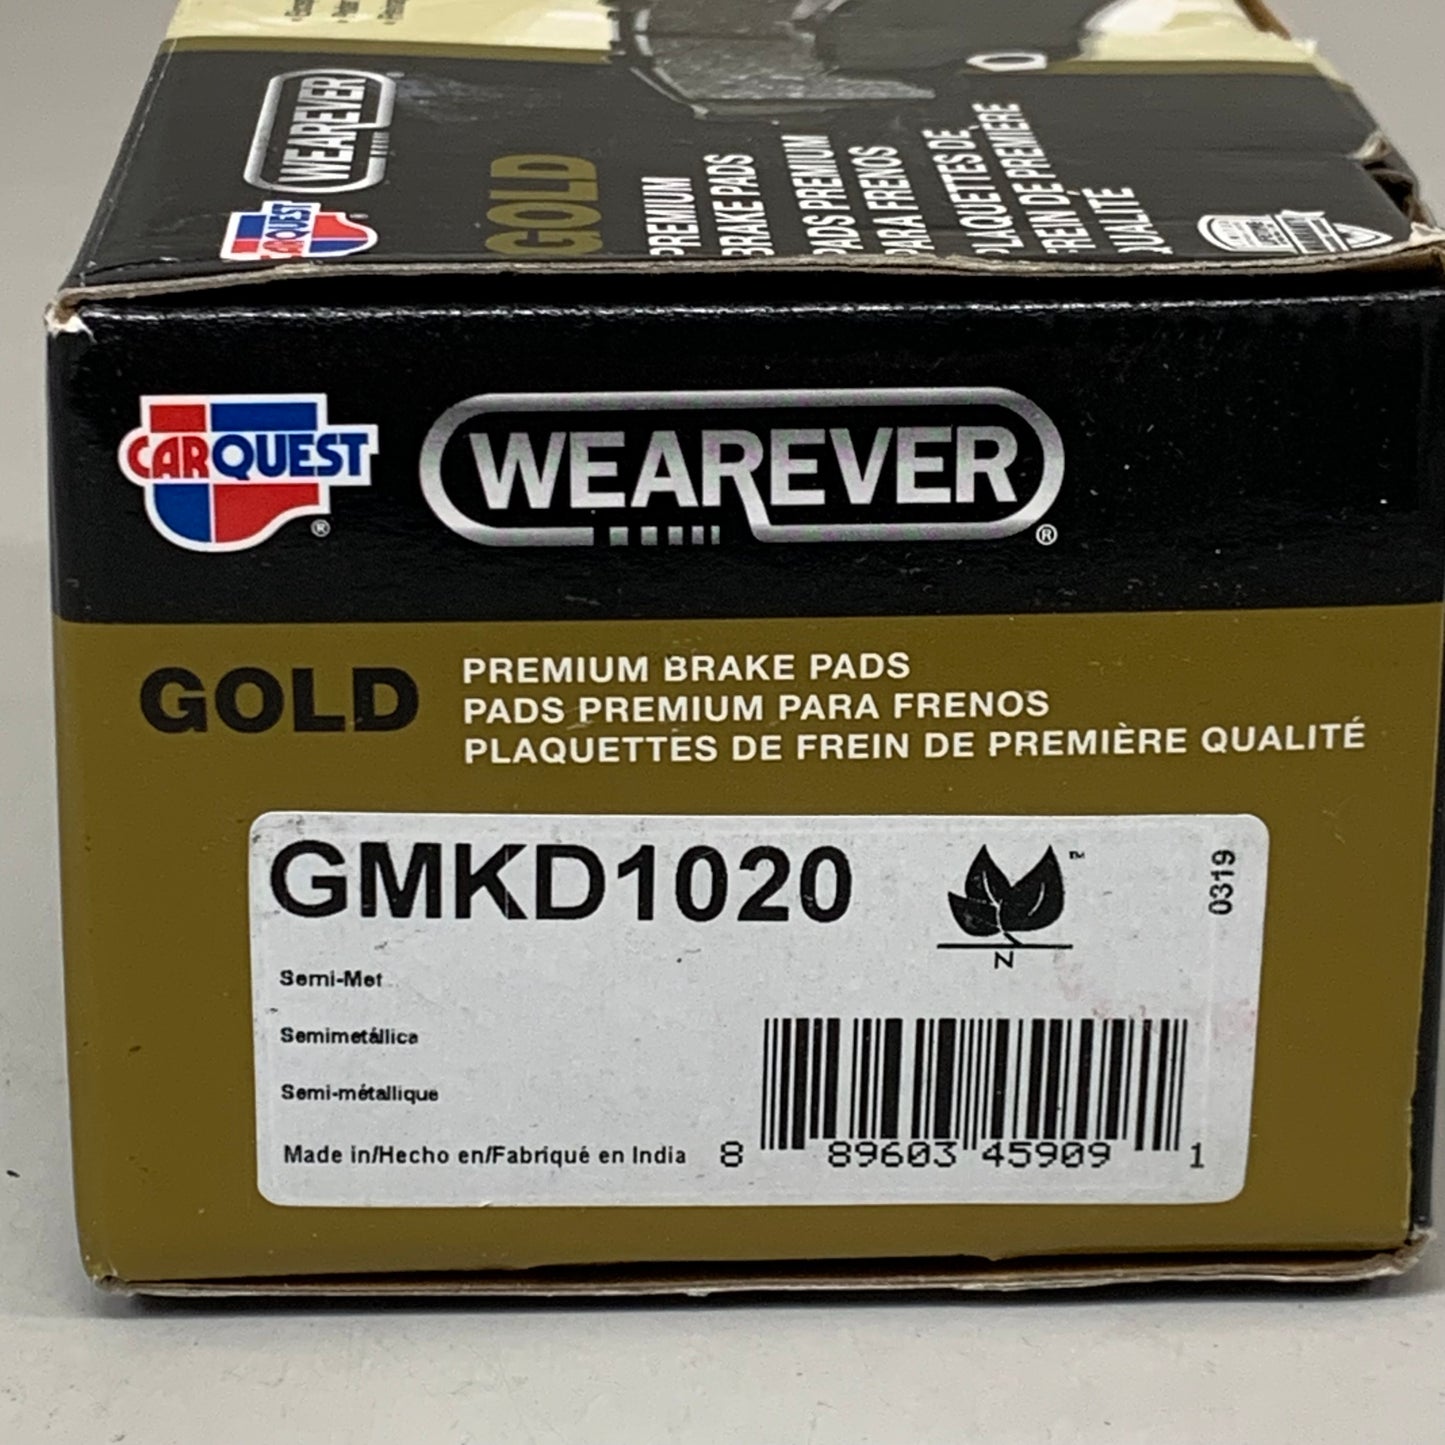 WEAREVER
CARQUEST
GOLD
PREMIUM
BRAKE PADS
PADS PREMIUM
PARA FRENOS
PLAQUETTES DE
FREIN DE PREMIÈRE
QUALITÉ
CARQUEST ®
WEAREVER ®
GOLD
PREMIUM BRAKE PADS
PADS PREMIUM PARA FRENOS
PLAQUETTES DE FREIN DE PREMIÈRE QUALITÉ
GMKD1020
™
N
0319
Semi-Met
Semimetállica
Semi-métallique
Made in/Hecho en/Fabriqué en India
8 89603 45909 1